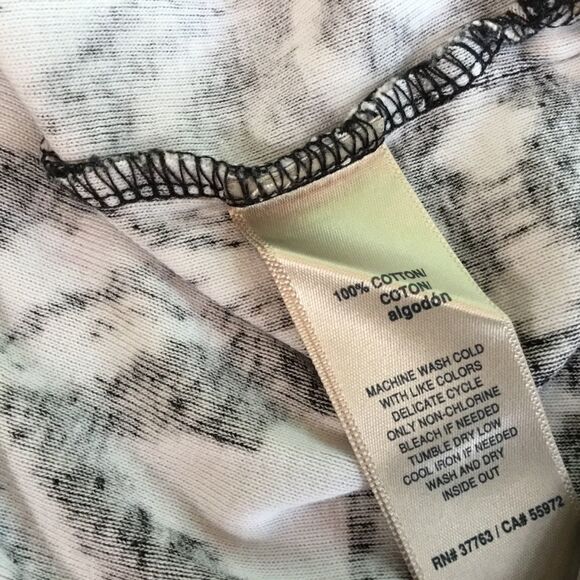 100% COTTON/
COTON/
algodón
MACHINE WASH COLD
WITH LIKE COLORS
DELICATE CYCLE
ONLY NON-CHLORINE
BLEACH IF NEEDED
TUMBLE DRY LOW
COOL IRON IF NEEDED
WASH AND DRY
INSIDE OUT
RN# 37763 / CA# 55972